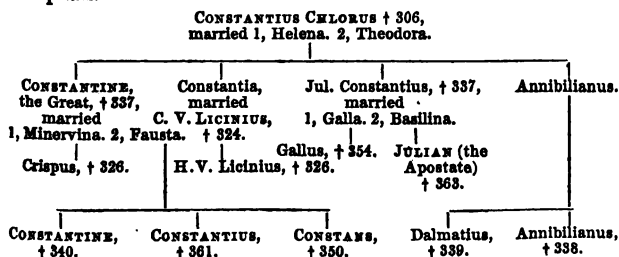 CONSTANTIUS CHLORUS † 306,
married 1, Helena. 2, Theodora.
CONSTANTINE,
the Great, † 337,
married
1, Minervina. 2, Fausta.
Crispus, † 326.
Constantia,
married
C. V. LICINIUS,
† 324.
H.V. Licinius, † 326.
Jul. Constantius, † 337,
married
1, Galla. 2, Basilina.
Gallus, † 354.
JULIAN (the
Apostate)
† 363.
Annibilianus.
CONSTANTINE,
† 340.
CONSTANTIUS,
† 361.
CONSTANS,
† 350.
Dalmatius,
† 339.
Annibilianus,
† 338.